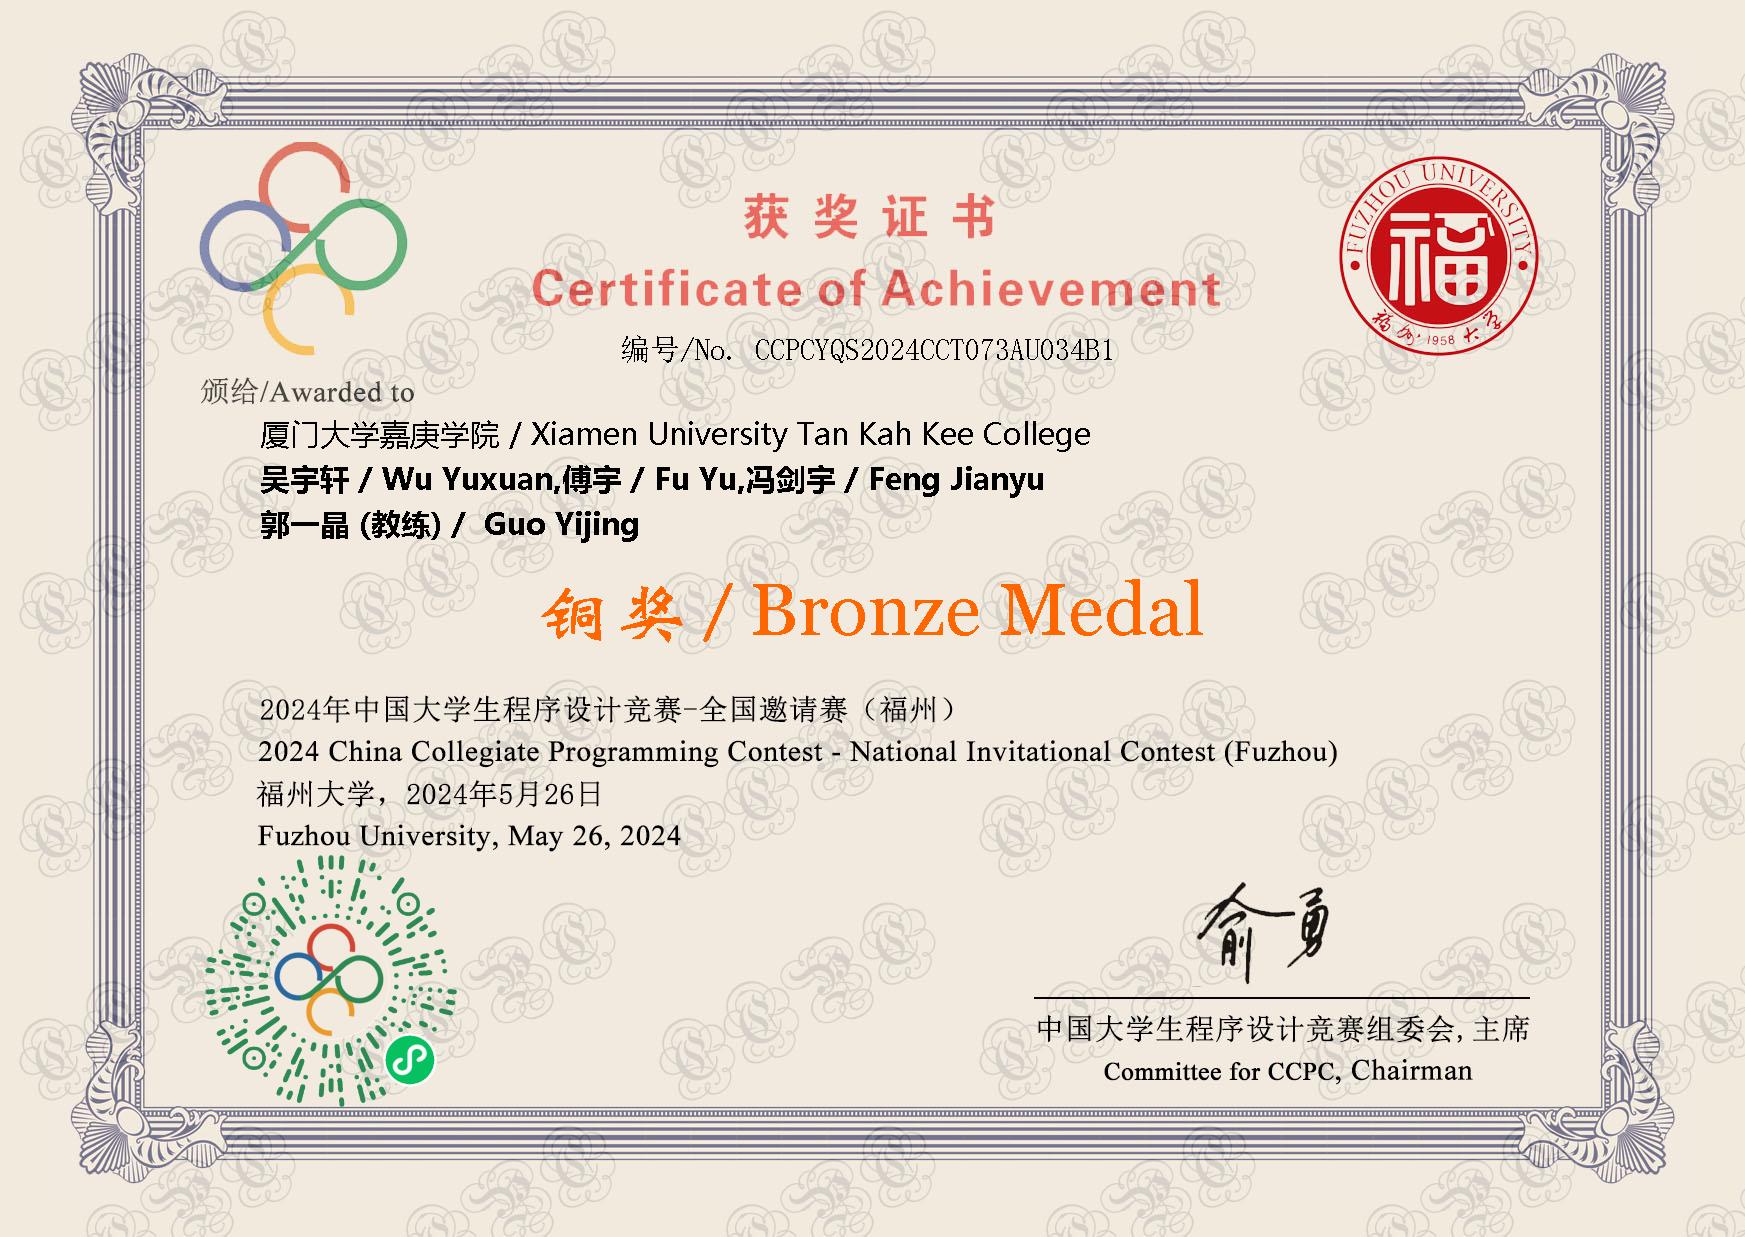 获奖证书
Certificate of Achievement
FUZHOU UNIVERSITY
福
福州大学
1958
编号/No. CCPCYQS2024CCT073AU034B1
颁给/Awarded to
厦门大学嘉庚学院 / Xiamen University Tan Kah Kee College
吴宇轩 / Wu Yuxuan,傅宇 / Fu Yu,冯剑宇 / Feng Jianyu
郭一晶 (教练) / Guo Yijing
铜奖 / Bronze Medal
2024年中国大学生程序设计竞赛-全国邀请赛（福州）
2024 China Collegiate Programming Contest - National Invitational Contest (Fuzhou)
福州大学，2024年5月26日
Fuzhou University, May 26, 2024
俞勇
中国大学生程序设计竞赛组委会, 主席
Committee for CCPC, Chairman